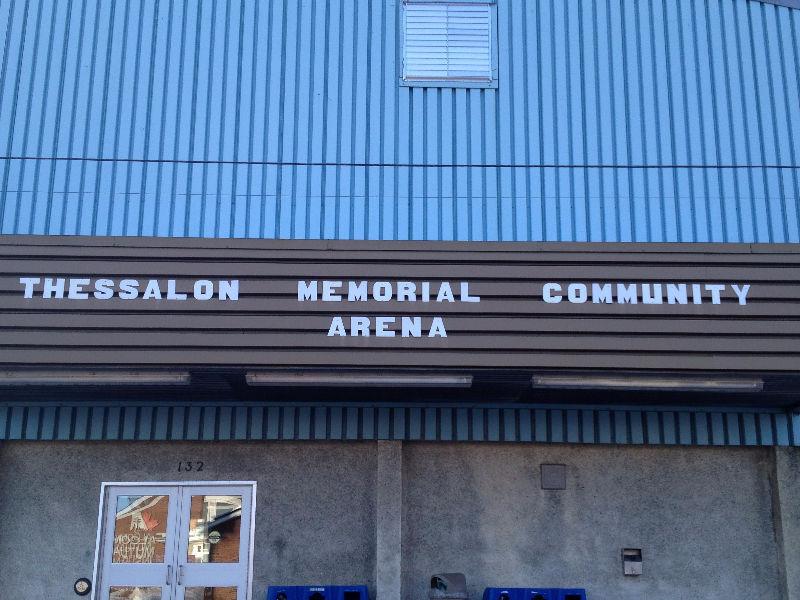 THESSALON MEMORIAL COMMUNITY
ARENA
132